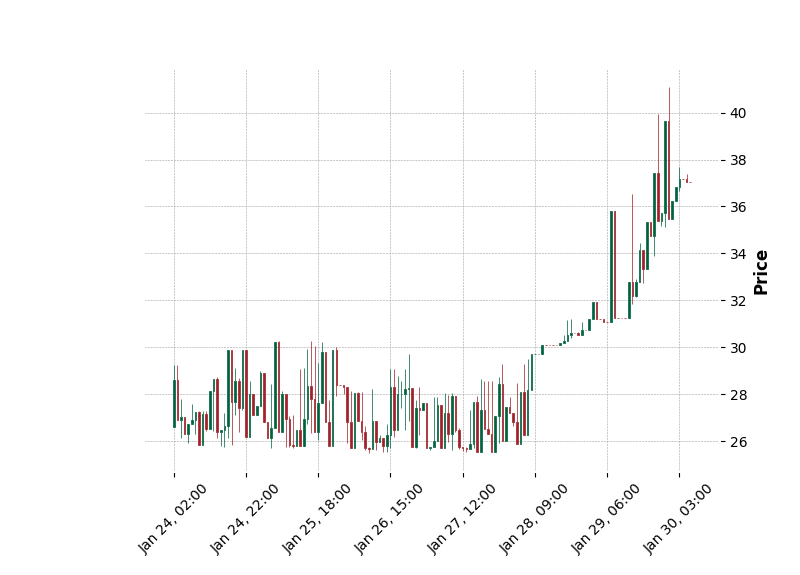 40
38
36
34
32
30
28
26
Price
Jan 24, 02:00
Jan 24, 22:00
Jan 25, 18:00
Jan 26, 15:00
Jan 27, 12:00
Jan 28, 09:00
Jan 29, 06:00
Jan 30, 03:00